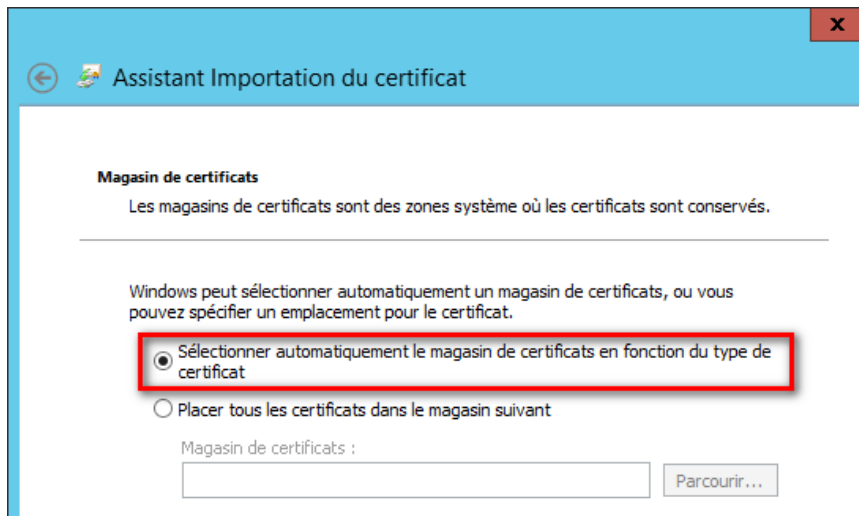 x
Assistant Importation du certificat
Magasin de certificats
Les magasins de certificats sont des zones système où les certificats sont conservés.
Windows peut sélectionner automatiquement un magasin de certificats, ou vous
pouvez spécifier un emplacement pour le certificat.
Sélectionner automatiquement le magasin de certificats en fonction du type de
certificat
Placer tous les certificats dans le magasin suivant
Magasin de certificats :
Parcourir...